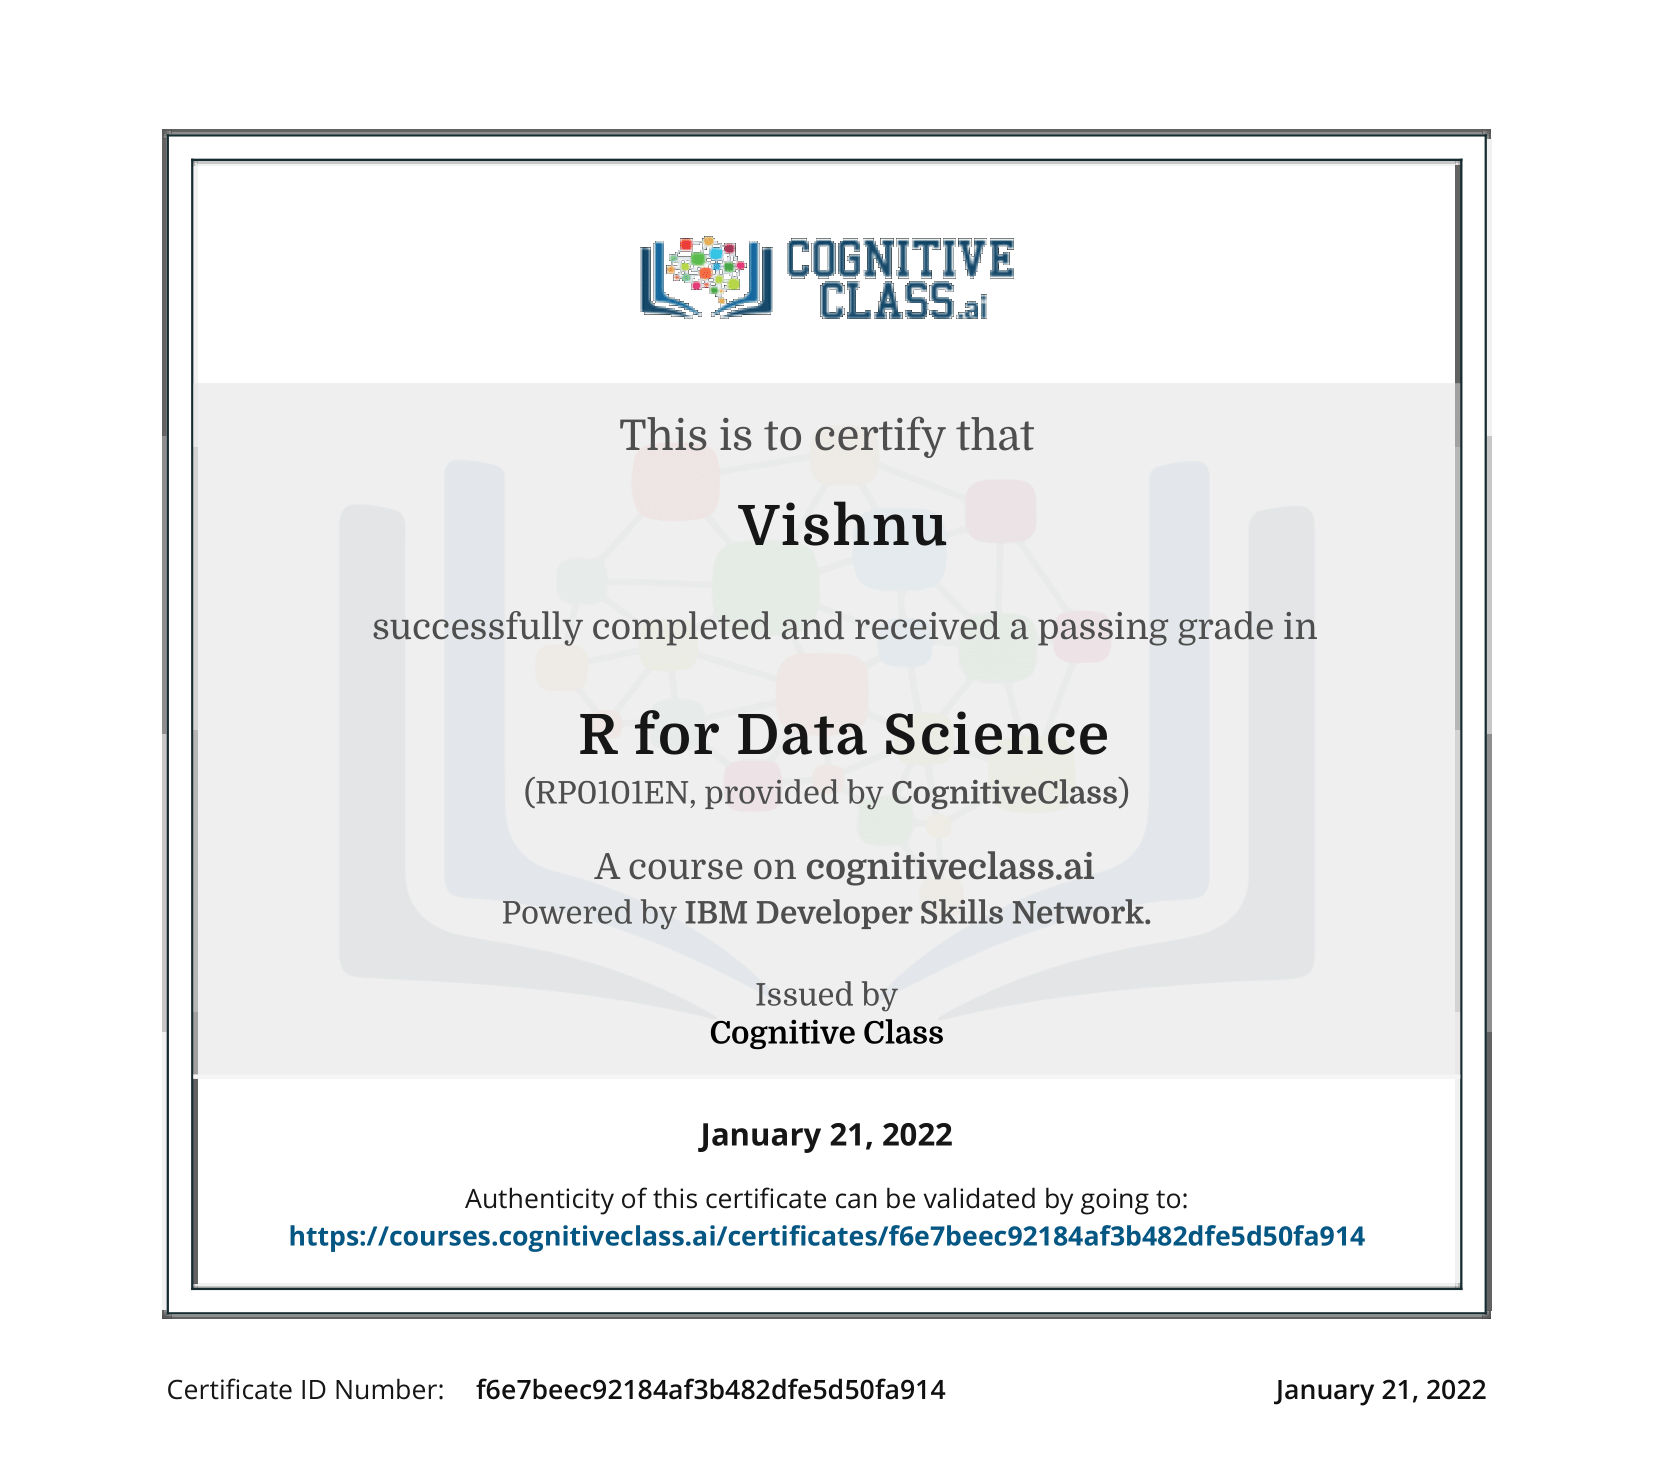 COGNITIVE
CLASS.ai
This is to certify that
Vishnu
successfully completed and received a passing grade in
R for Data Science
(RP0101EN, provided by CognitiveClass)
A course on cognitiveclass.ai
Powered by IBM Developer Skills Network.
Issued by
Cognitive Class
January 21, 2022
Authenticity of this certificate can be validated by going to:
https://courses.cognitiveclass.ai/certificates/f6e7beec92184af3b482dfe5d50fa914
Certificate ID Number: f6e7beec92184af3b482dfe5d50fa914 January 21, 2022